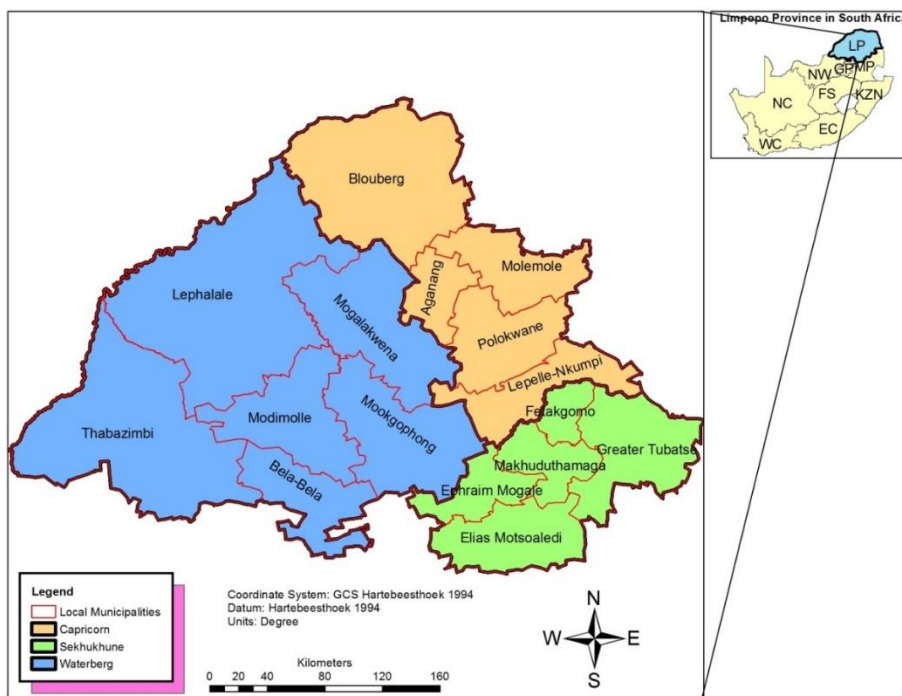 Limpopo Province in South Africa
LP
NW
GP
MP
NC
FS
KZN
EC
WC
Blouberg
Molemole
Aganang
Lephalale
Mogalakwena
Polokwane
Lepelle-Nkumpi
Fetakgomo
Modimolle
Mookgophong
Thabazimbi
Greater Tubatse
Makhuduthamaga
Bela-Bela
Ephraim Mogale
Elias Motsoaledi
Legend
Local Municipalities
Capricorn
Sekhukhune
Waterberg
Coordinate System: GCS Hartebeesthoek 1994
Datum: Hartebeesthoek 1994
Units: Degree
Kilometers
0 20 40 80 120 160
N
W E
S